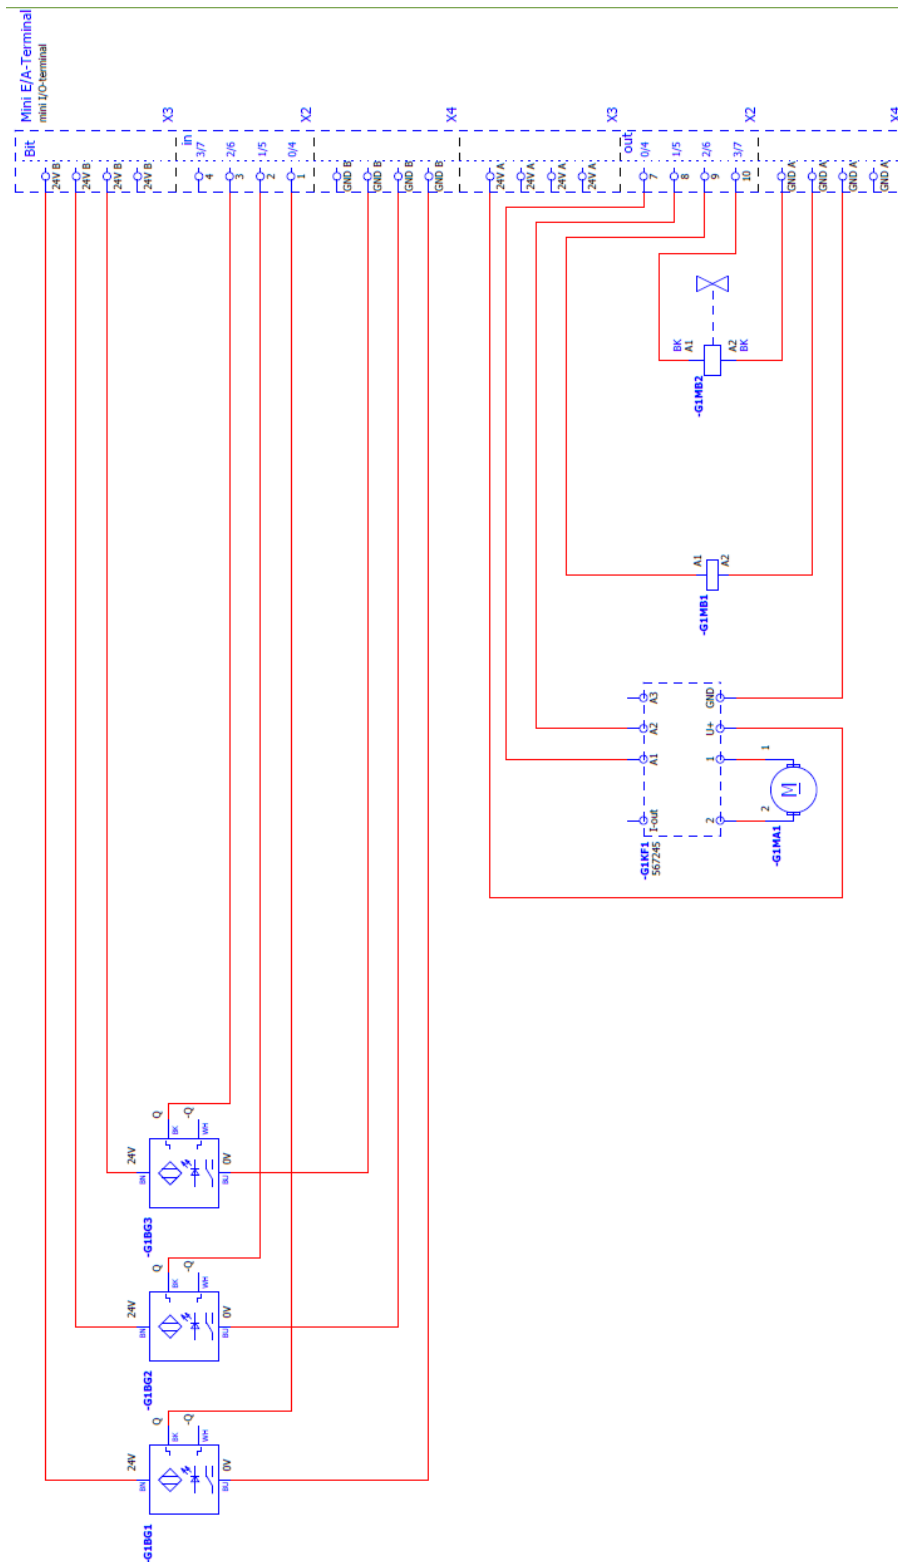 Mini E/A-Terminal
mini I/O-terminal
Bit
X3
in
X2
X4
X3
out
X2
X4
3/7
2/6
1/5
0/4
0/4
1/5
2/6
3/7
24V B
24V B
24V B
24V B
4
3
2
1
GND B
GND B
GND B
GND B
24V A
24V A
24V A
24V A
7
8
9
10
GND A
GND A
GND A
GND A
BK
A1
A2
BK
-G1MB2
A1
A2
-G1MB1
A3
A2
A1
I-out
GND
U+
1
2
-G1KF1
567245
1
2
M
-G1MA1
24V
BN
Q
BK
-Q
WH
0V
BU
-G1BG3
24V
BN
Q
BK
-Q
WH
0V
BU
-G1BG2
24V
BN
Q
BK
-Q
WH
0V
BU
-G1BG1